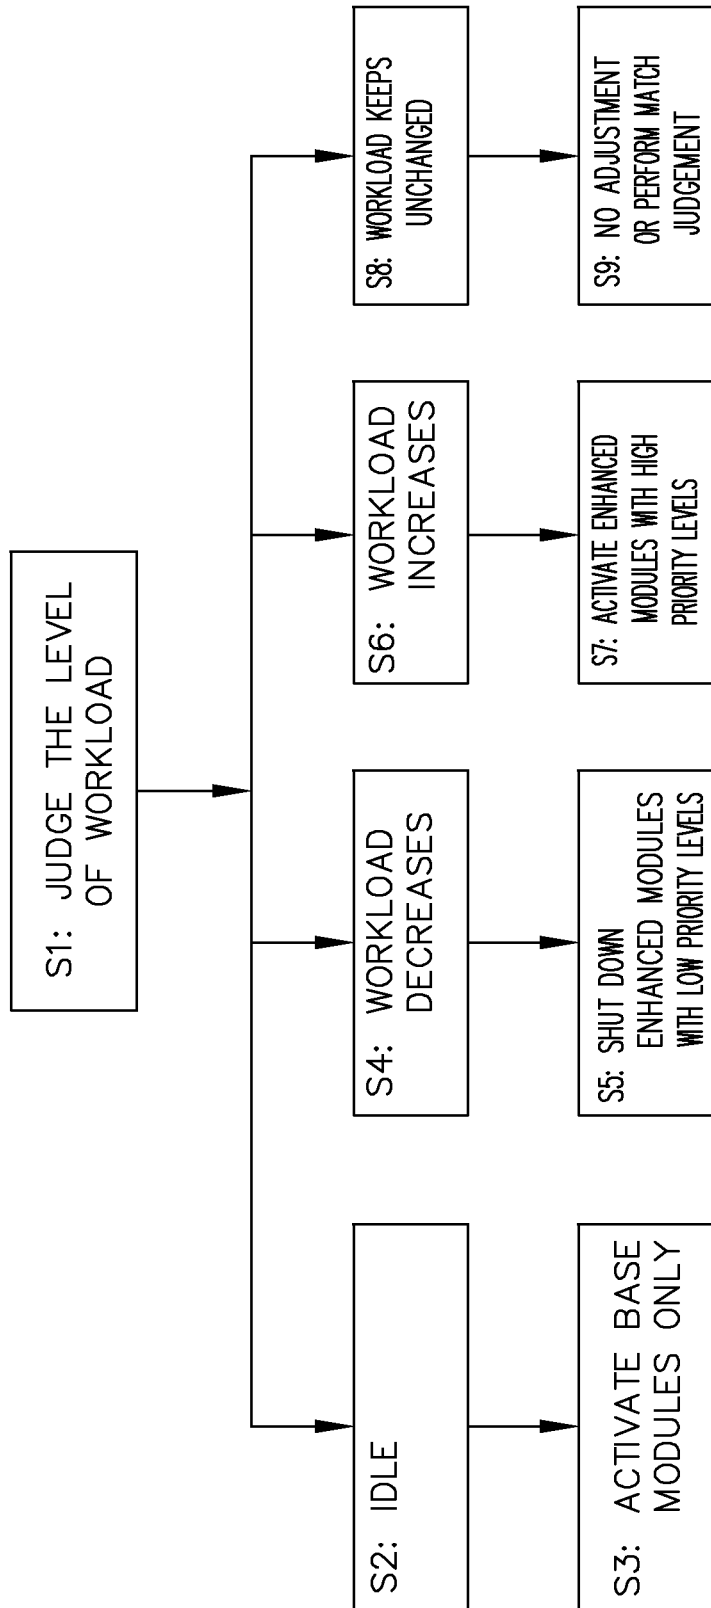 S1: JUDGE THE LEVEL
OF WORKLOAD
S2: IDLE
S4: WORKLOAD
DECREASES
S6: WORKLOAD
INCREASES
S8: WORKLOAD KEEPS
UNCHANGED
S3: ACTIVATE BASE
MODULES ONLY
S5: SHUT DOWN
ENHANCED MODULES
WITH LOW PRIORITY LEVELS
S7: ACTIVATE ENHANCED
MODULES WITH HIGH
PRIORITY LEVELS
S9: NO ADJUSTMENT
OR PERFORM MATCH
JUDGEMENT